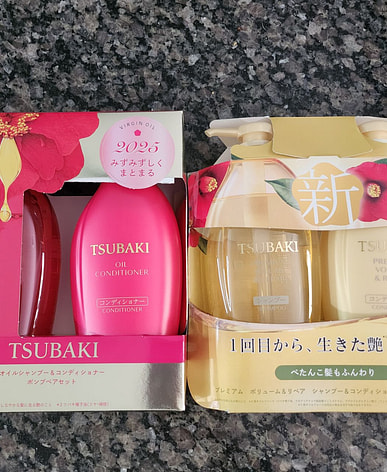 VIRGIN OIL
2025
みずみずしく
まとまる
TSUBAKI
OIL
CONDITIONER
コンディショナー
CONDITIONER
TSUBAKI
オイルシャンプー&コンディショナー
ポンプペアセット
新
TSUBAKI
TSUBAKI
PRE
VO
& R
1回目から、生きた艶
ぺたんこ髪もふんわり
プレミアム ボリューム&リペア シャンプー&コンディショ